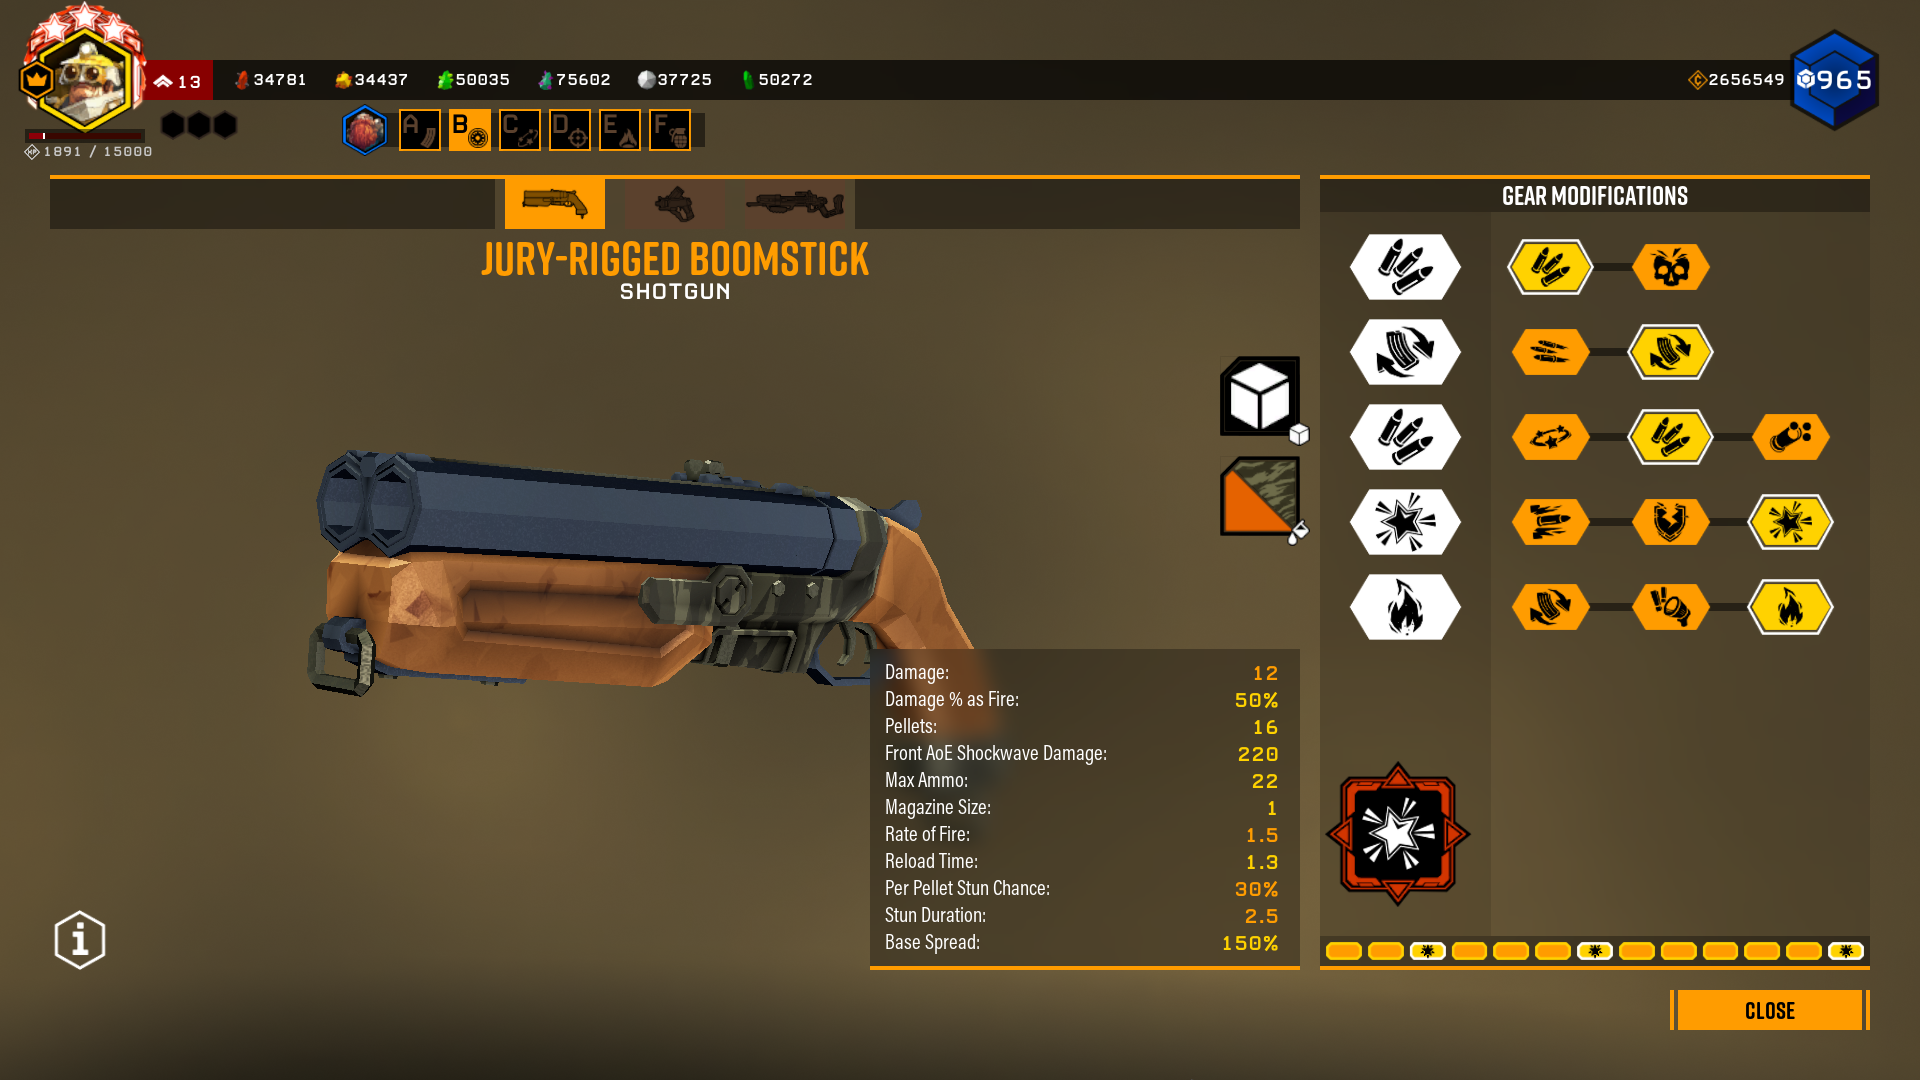 13
34781
34437
50035
75602
37725
50272
2656549
965
1891 / 15000
A
B
C
D
E
F
JURY-RIGGED BOOMSTICK
SHOTGUN
GEAR MODIFICATIONS
Damage: 12
Damage % as Fire: 50%
Pellets: 16
Front AoE Shockwave Damage: 220
Max Ammo: 22
Magazine Size: 1
Rate of Fire: 1.5
Reload Time: 1.3
Per Pellet Stun Chance: 30%
Stun Duration: 2.5
Base Spread: 150%
CLOSE